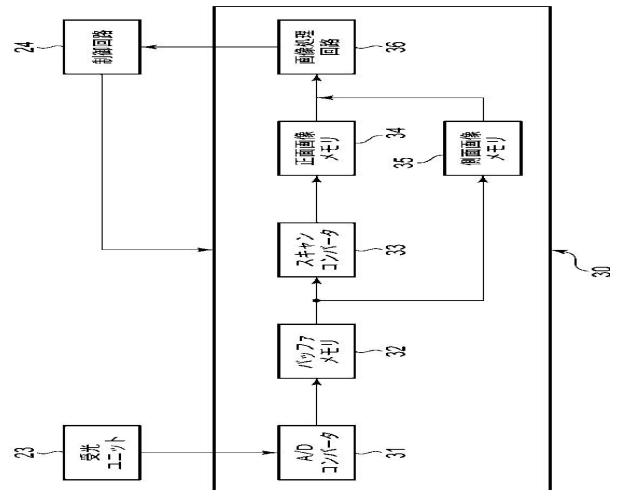 23
受光
ユニット
24
制御回路
31
A/D
コンバータ
32
バッファ
メモリ
33
スキャン
コンバータ
34
正面画像
メモリ
35
側面画像
メモリ
36
画像処理
回路
30